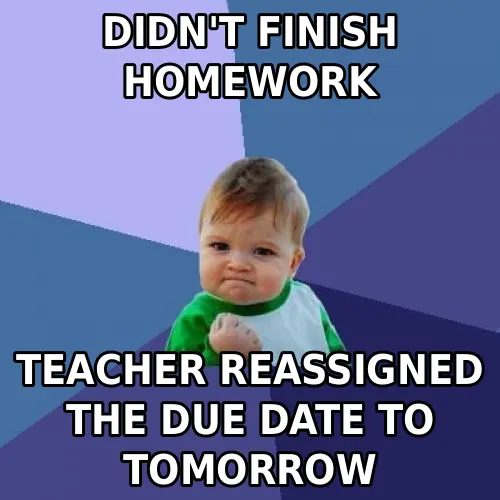 DIDN'T FINISH
HOMEWORK
TEACHER REASSIGNED
THE DUE DATE TO
TOMORROW